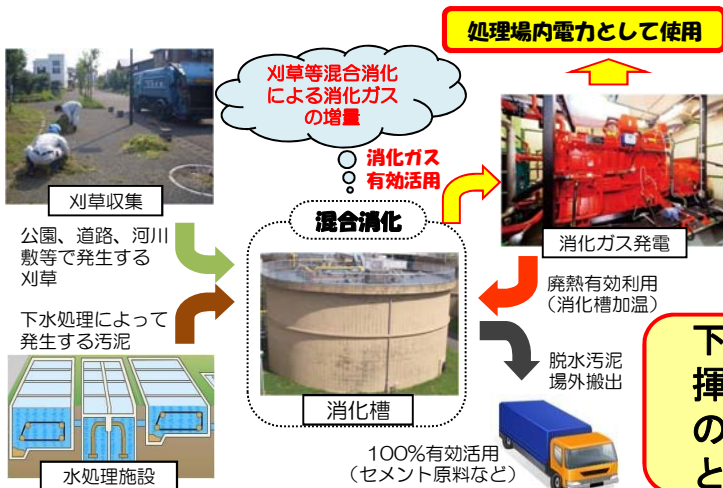 処理場内電力として使用
刈草等混合消化
による消化ガス
の増量
消化ガス
有効活用
刈草収集
混合消化
消化ガス発電
公園、道路、河川
敷等で発生する
刈草
廃熱有効利用
(消化槽加温)
下水処理によって
発生する汚泥
脱水汚泥
場外搬出
消化槽
100%有効活用
(セメント原料など)
水処理施設
下
揮
の
と